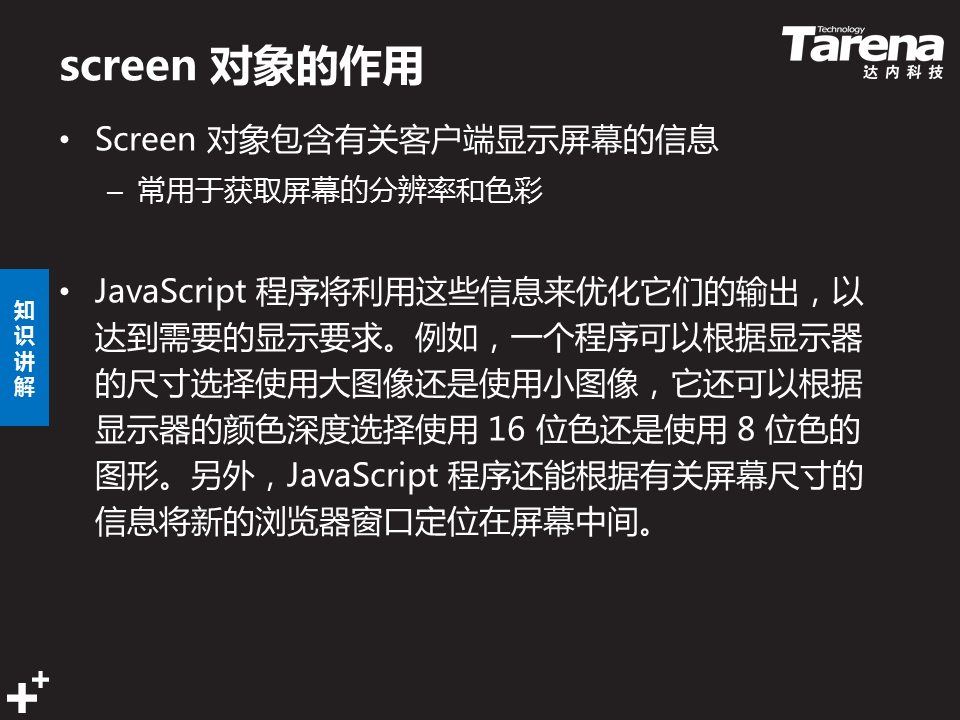 screen 对象的作用
Technology
Tarena
达内科技
• Screen 对象包含有关客户端显示屏幕的信息
– 常用于获取屏幕的分辨率和色彩
• JavaScript 程序将利用这些信息来优化它们的输出，以
达到需要的显示要求。例如，一个程序可以根据显示器
的尺寸选择使用大图像还是使用小图像，它还可以根据
显示器的颜色深度选择使用 16 位色还是使用 8 位色的
图形。另外，JavaScript 程序还能根据有关屏幕尺寸的
信息将新的浏览器窗口定位在屏幕中间。
知
识
讲
解